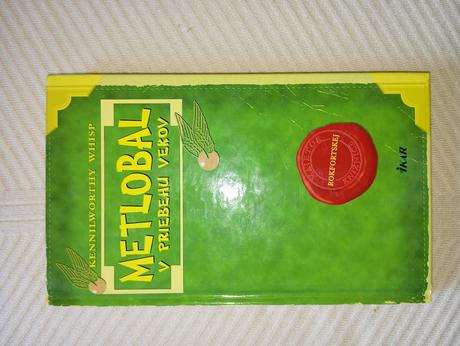 KENNILWORTHY WHISP
METLOBAL
V PRIEBEHU VEKOV
ROKFORTSKEJ
IKAR